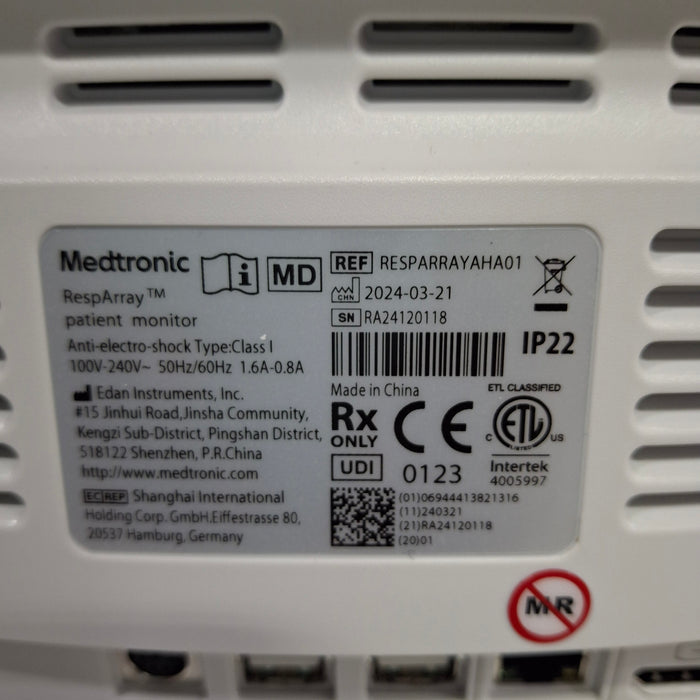 Medtronic
RespArray™
patient monitor
Anti-electro-shock Type:Class I
100V-240V~ 50Hz/60Hz 1.6A-0.8A
Edan Instruments, Inc.
#15 Jinhui Road,Jinsha Community,
Kengzi Sub-District, Pingshan District,
518122 Shenzhen, P.R.China
http://www.medtronic.com
EC REP Shanghai International
Holding Corp. GmbH.Eiffestrasse 80,
20537 Hamburg, Germany
i
MD
REF RESPARRAYAHA01
CHN 2024-03-21
SN RA24120118
IP22
Made in China
Rx
ONLY
CE
0123
UDI
ETL CLASSIFIED
C ETL US
LISTED
Intertek
4005997
(01)06944413821316
(11)240321
(21)RA24120118
(20)01
MR